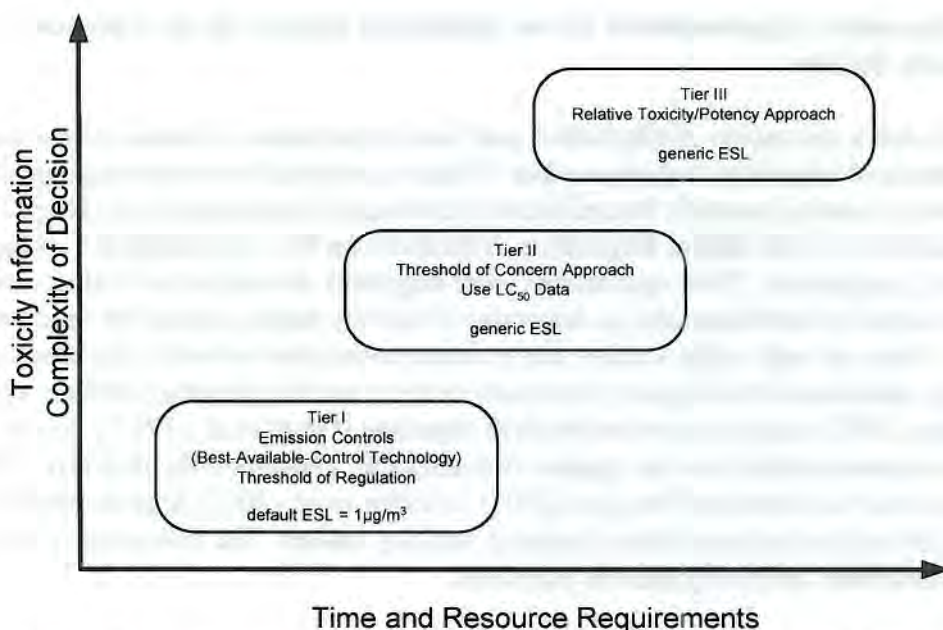 Toxicity Information
Complexity of Decision
Tier III
Relative Toxicity/Potency Approach
generic ESL
Tier II
Threshold of Concern Approach
Use LC₅₀ Data
generic ESL
Tier I
Emission Controls
(Best-Available-Control Technology)
Threshold of Regulation
default ESL = 1µg/m³
Time and Resource Requirements